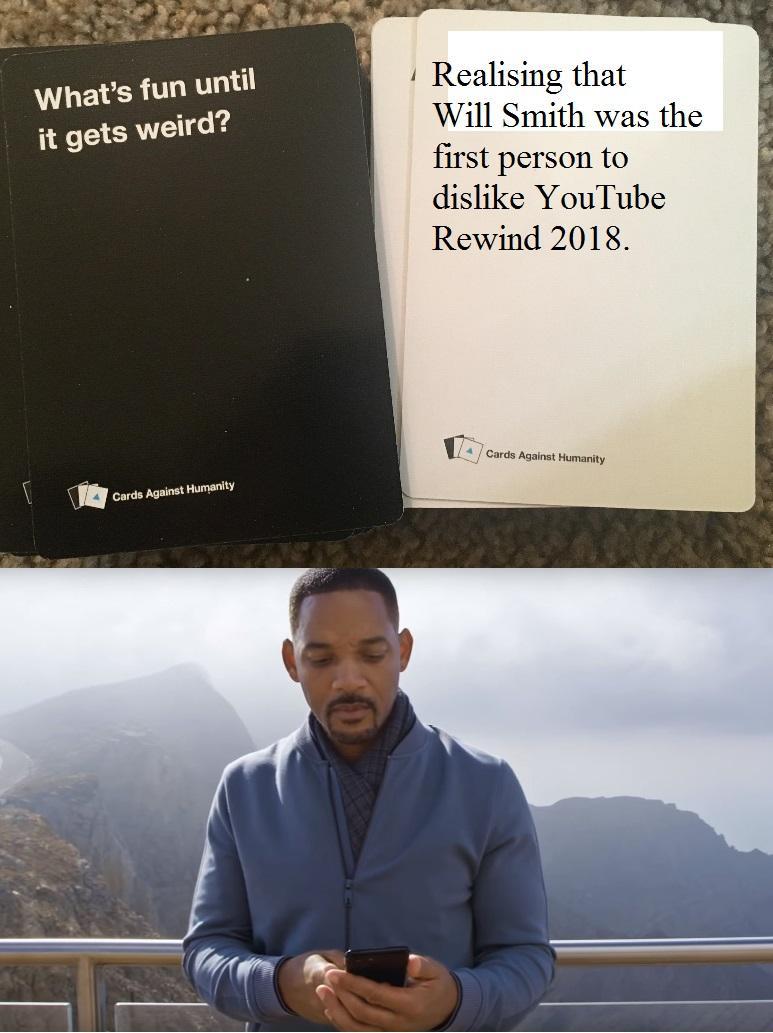 What's fun until
it gets weird?
Cards Against Humanity
Realising that
Will Smith was the
first person to
dislike YouTube
Rewind 2018.
Cards Against Humanity